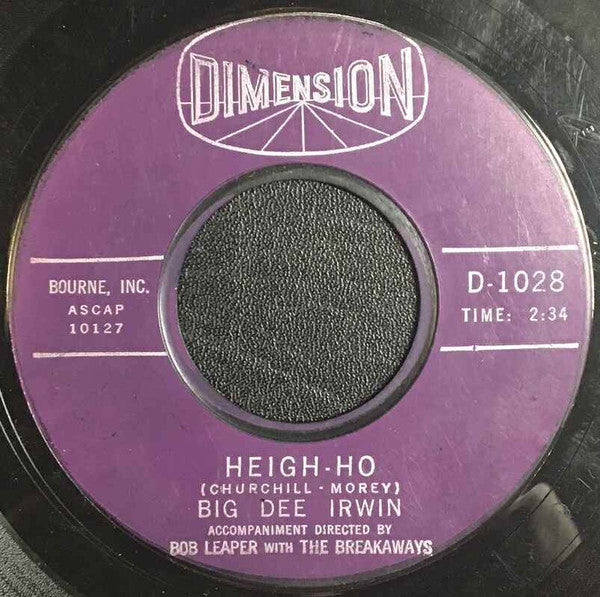 DIMENSION
BOURNE, INC.
ASCAP
10127
D-1028
TIME: 2:34
HEIGH-HO
(CHURCHILL - MOREY)
BIG DEE IRWIN
ACCOMPANIMENT DIRECTED BY
BOB LEAPER WITH THE BREAKAWAYS